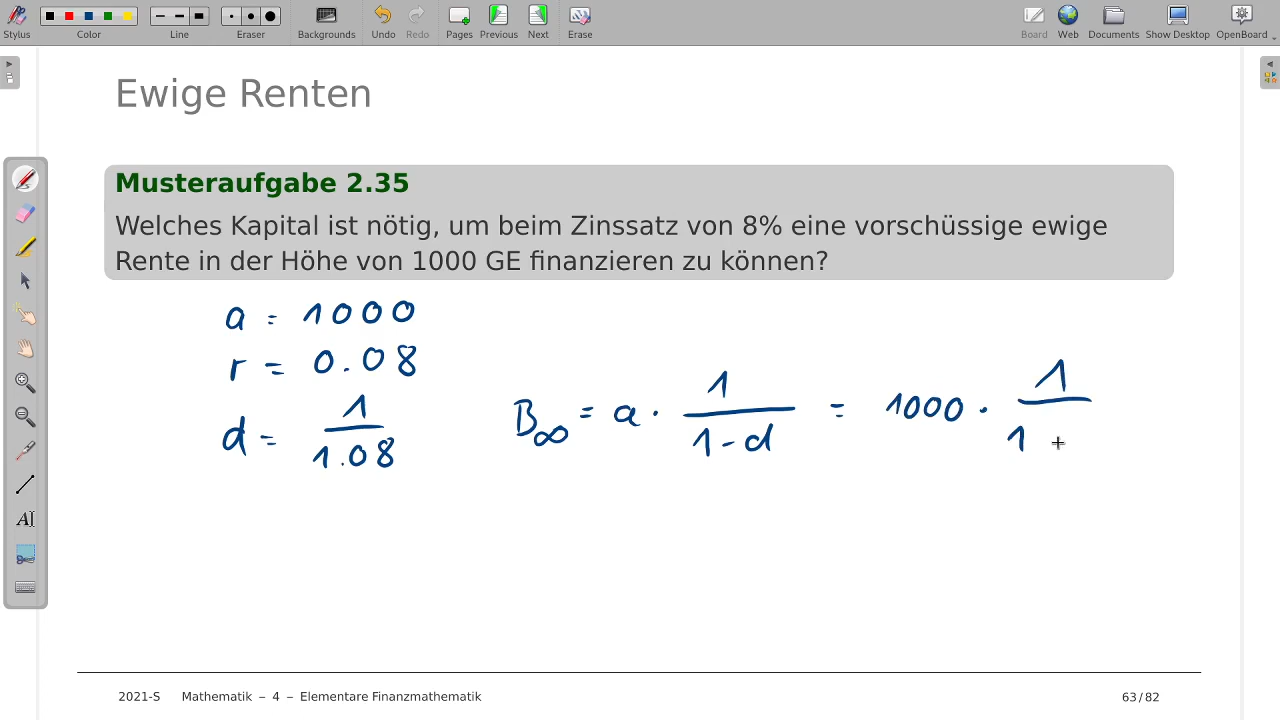 Stylus Color Line Eraser Backgrounds Undo Redo Pages Previous Next Erase Board Web Documents Show Desktop OpenBoard
Ewige Renten
Musteraufgabe 2.35
Welches Kapital ist nötig, um beim Zinssatz von 8% eine vorschüssige ewige
Rente in der Höhe von 1000 GE finanzieren zu können?
a = 1000
r = 0.08
d = 1/1.08
B∞ = a · 1/(1-d) = 1000 · 1/1
2021-S Mathematik – 4 – Elementare Finanzmathematik 63/82